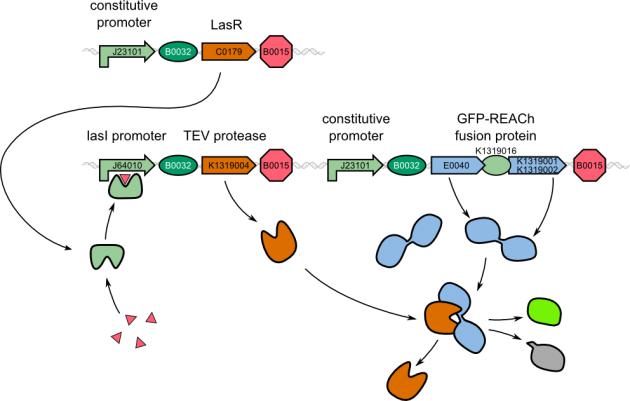 constitutive
promoter
LasR
J23101
B0032
C0179
B0015
lasI promoter
TEV protease
constitutive
promoter
GFP-REACh
fusion protein
K1319016
J64010
B0032
K1319004
B0015
J23101
B0032
E0040
K1319001
K1319002
B0015